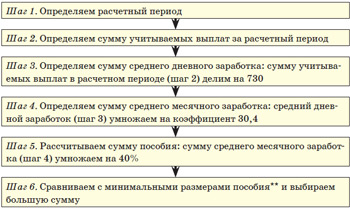 Шаг 1. Определяем расчетный период
Шаг 2. Определяем сумму учитываемых выплат за расчетный период
Шаг 3. Определяем сумму среднего дневного заработка: сумму учитыва-
емых выплат в расчетном периоде (шаг 2) делим на 730
Шаг 4. Определяем сумму среднего месячного заработка: средний днев-
ной заработок (шаг 3) умножаем на коэффициент 30,4
Шаг 5. Рассчитываем сумму пособия: сумму среднего месячного заработ-
ка (шаг 4) умножаем на 40%
Шаг 6. Сравниваем с минимальными размерами пособия** и выбираем
большую сумму